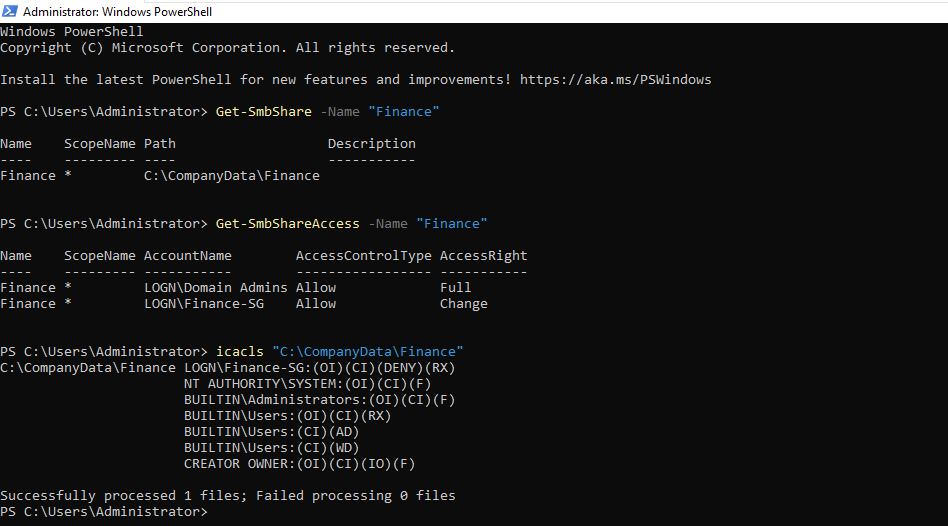 Administrator: Windows PowerShell
Windows PowerShell
Copyright (C) Microsoft Corporation. All rights reserved.
Install the latest PowerShell for new features and improvements! https://aka.ms/PSWindows
PS C:\Users\Administrator> Get-SmbShare -Name "Finance"
Name    ScopeName Path                   Description
----    --------- ----                   -----------
Finance *         C:\CompanyData\Finance
PS C:\Users\Administrator> Get-SmbShareAccess -Name "Finance"
Name    ScopeName AccountName        AccessControlType AccessRight
----    --------- -----------        ----------------- -----------
Finance *         LOGN\Domain Admins Allow             Full
Finance *         LOGN\Finance-SG    Allow             Change
PS C:\Users\Administrator> icacls "C:\CompanyData\Finance"
C:\CompanyData\Finance LOGN\Finance-SG:(OI)(CI)(DENY)(RX)
                       NT AUTHORITY\SYSTEM:(OI)(CI)(F)
                       BUILTIN\Administrators:(OI)(CI)(F)
                       BUILTIN\Users:(OI)(CI)(RX)
                       BUILTIN\Users:(CI)(AD)
                       BUILTIN\Users:(CI)(WD)
                       CREATOR OWNER:(OI)(CI)(IO)(F)
Successfully processed 1 files; Failed processing 0 files
PS C:\Users\Administrator>